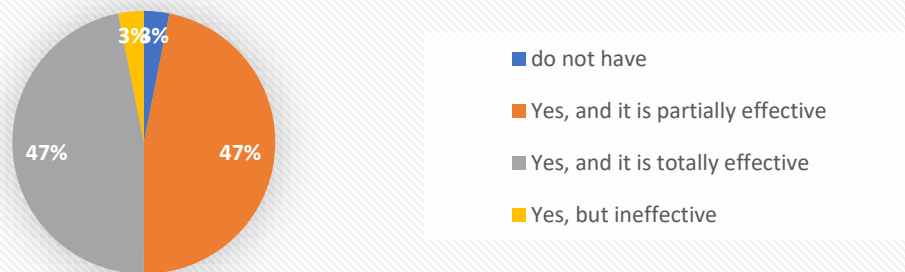 3% 3%
do not have
Yes, and it is partially effective
47% 47%
Yes, and it is totally effective
Yes, but ineffective